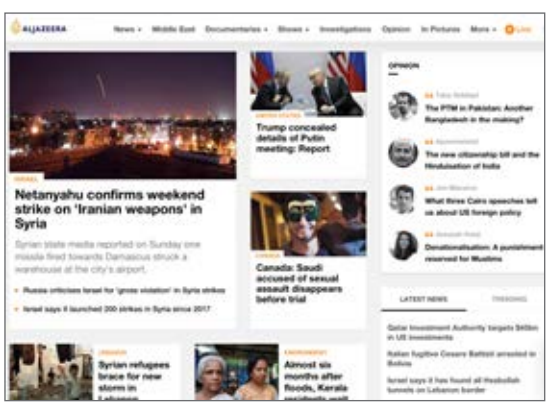 ALJAZEERA
News Middle East Documentaries Shows Investigations Opinion In Pictures More Live
ISRAEL
Netanyahu confirms weekend
strike on 'Iranian weapons' in
Syria
Syrian state media reported on Sunday one
missile fired towards Damascus struck a
warehouse at the city's airport.
Russia criticises Israel for 'gross violation' in Syria strikes
Israel says it launched 200 strikes in Syria since 2017
UNITED STATES
Trump concealed
details of Putin
meeting: Report
CANADA
Canada: Saudi
accused of sexual
assault disappears
before trial
OPINION
The PTM in Pakistan: Another
Bangladesh in the making?
The new citizenship bill and the
Hinduisation of India
What three Cairo speeches tell
us about US foreign policy
Denationalisation: A punishment
reserved for Muslims
LATEST NEWS TRENDING
Qatar Investment Authority targets
in US investments
Italian fugitive Cesare Battisti arrested in
Bolivia
Israel says it has found all Hezbollah
tunnels on Lebanon border
LEBANON
Syrian refugees
brace for new
storm in
Lebanon
ENVIRONMENT
Almost six
months after
floods, Kerala
residents wait